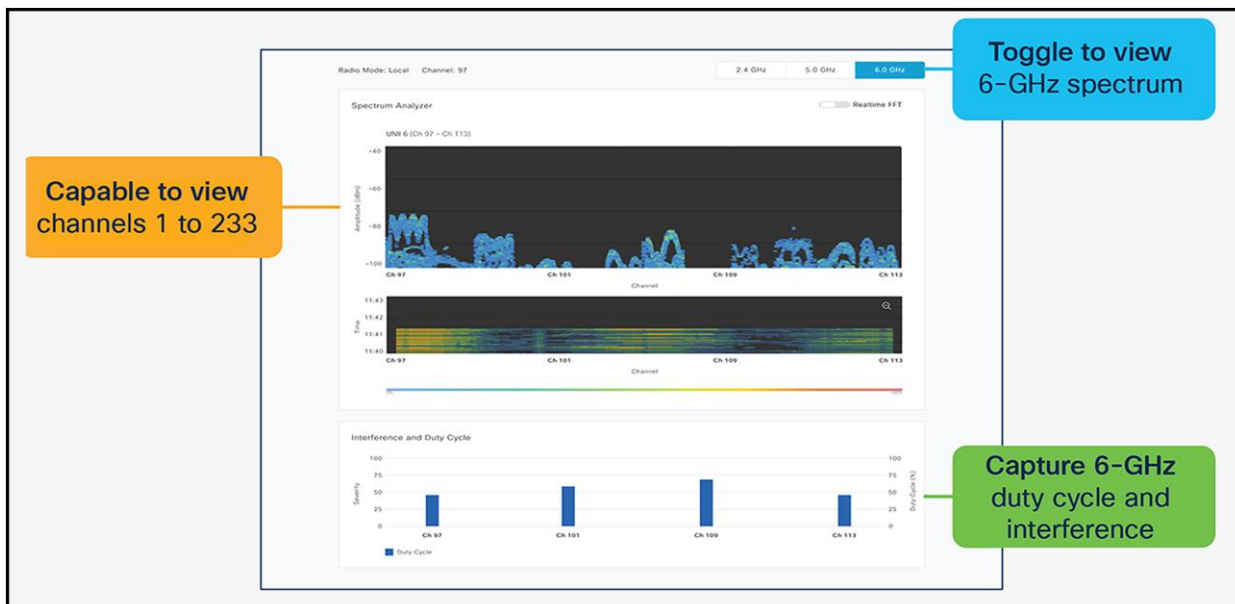 Radio Mode: Local Channel: 97
2.4 GHz 5.0 GHz 6.0 GHz
Toggle to view
6-GHz spectrum
Spectrum Analyzer
Realtime FFT
UNII 6 (Ch 97 - Ch 113)
Capable to view
channels 1 to 233
Amplitude [dBm]
-40
-60
-80
-100
Ch 97 Ch 101 Ch 109 Ch 113
Channel
Time
11:43
11:42
11:41
11:40
Ch 97 Ch 101 Ch 109 Ch 113
Channel
Interference and Duty Cycle
Severity
100
75
50
25
0
100
75
50
25
0
Duty Cycle (%)
Ch 97 Ch 101 Ch 109 Ch 113
Duty Cycle
Capture 6-GHz
duty cycle and
interference